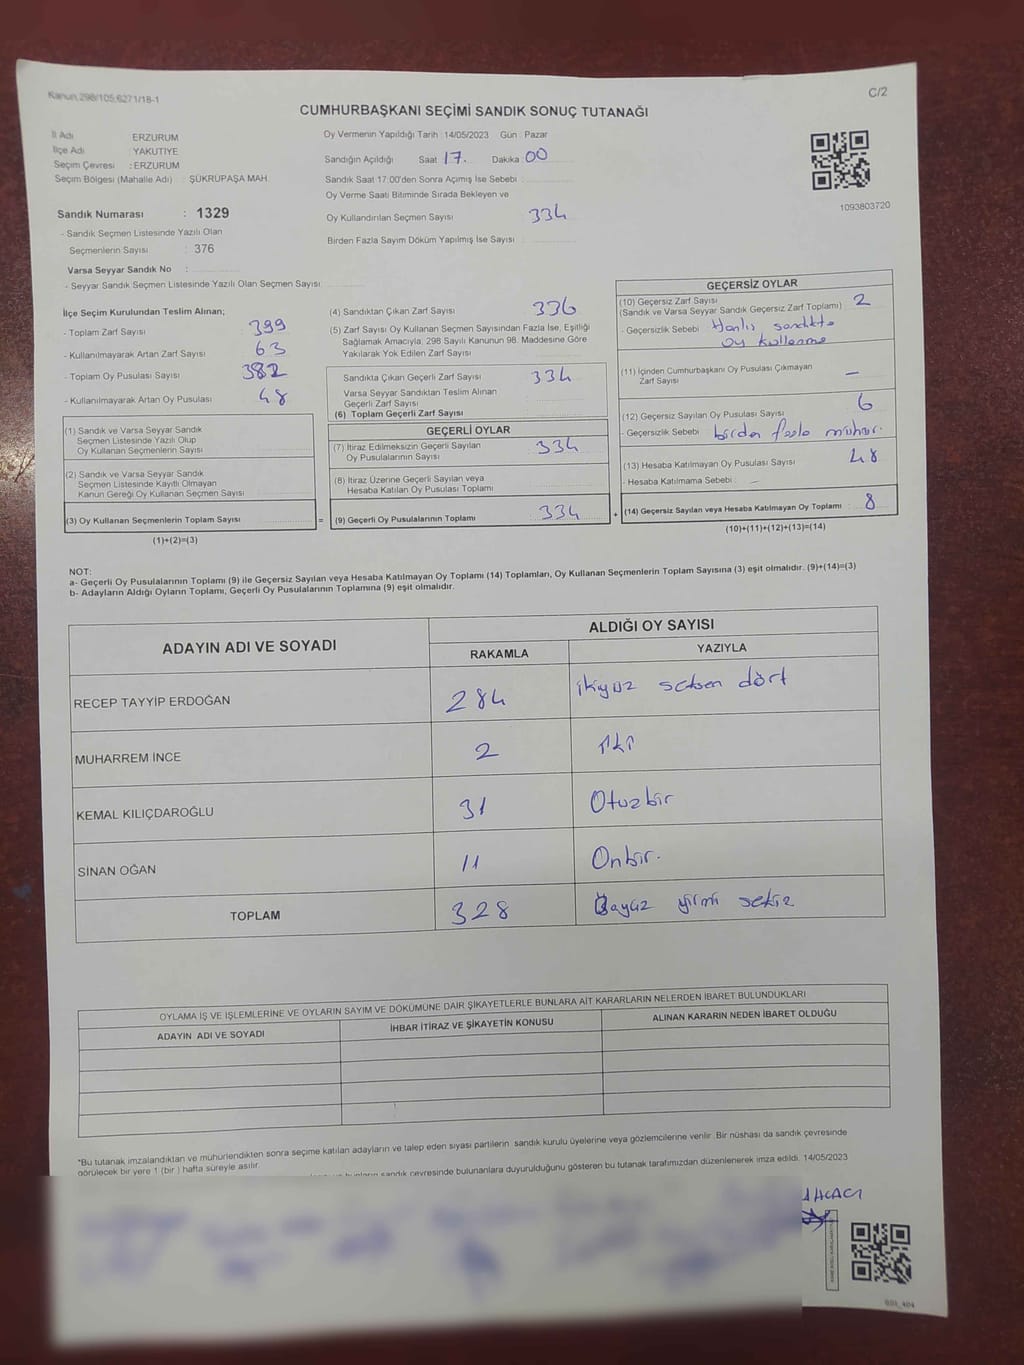 Kanun,298/105;6271/18-1
C/2
CUMHURBAŞKANI SEÇİMİ SANDIK SONUÇ TUTANAĞI
İl Adı ERZURUM
İlçe Adı : YAKUTİYE
Seçim Çevresi : ERZURUM
Seçim Bölgesi (Mahalle Adı) : ŞÜKRÜPAŞA MAH.
Sandık Numarası : 1329
- Sandık Seçmen Listesinde Yazılı Olan
Seçmenlerin Sayısı : 376
Varsa Seyyar Sandık No :
- Seyyar Sandık Seçmen Listesinde Yazılı Olan Seçmen Sayısı:
Oy Vermenin Yapıldığı Tarih : 14/05/2023 Gün : Pazar
Sandığın Açıldığı Saat 17. Dakika 00
Sandık Saat 17:00'den Sonra Açımış İse Sebebi :
Oy Verme Saati Bitiminde Sırada Bekleyen ve
Oy Kullandırılan Seçmen Sayısı 334
Birden Fazla Sayım Döküm Yapılmış İse Sayısı :
1093803720
İlçe Seçim Kurulundan Teslim Alınan;
- Toplam Zarf Sayısı 399
- Kullanılmayarak Artan Zarf Sayısı 63
- Toplam Oy Pusulası Sayısı 382
- Kullanılmayarak Artan Oy Pusulası 48
(1) Sandık ve Varsa Seyyar Sandık
Seçmen Listesinde Yazılı Olup
Oy Kullanan Seçmenlerin Sayısı
(2) Sandık ve Varsa Seyyar Sandık
Seçmen Listesinde Kayıtlı Olmayan
Kanun Gereği Oy Kullanan Seçmen Sayısı
(3) Oy Kullanan Seçmenlerin Toplam Sayısı
(1)+(2)=(3)
(4) Sandıktan Çıkan Zarf Sayısı 336
(5) Zarf Sayısı Oy Kullanan Seçmen Sayısından Fazla İse, Eşitliği
Sağlamak Amacıyla, 298 Sayılı Kanunun 98. Maddesine Göre
Yakılarak Yok Edilen Zarf Sayısı
Sandıkta Çıkan Geçerli Zarf Sayısı 334
Varsa Seyyar Sandıktan Teslim Alınan
Geçerli Zarf Sayısı
(6) Toplam Geçerli Zarf Sayısı
GEÇERLİ OYLAR
(7) İtiraz Edilmeksizin Geçerli Sayılan
Oy Pusulalarının Sayısı 334
(8) İtiraz Üzerine Geçerli Sayılan veya
Hesaba Katılan Oy Pusulası Toplamı
= (9) Geçerli Oy Pusulalarının Toplamı 334
GEÇERSİZ OYLAR
(10) Geçersiz Zarf Sayısı 2
(Sandık ve Varsa Seyyar Sandık Geçersiz Zarf Toplamı)
- Geçersizlik Sebebi sandıkta
oy kullanma
(11) İçinden Cumhurbaşkanı Oy Pusulası Çıkmayan
Zarf Sayısı —
(12) Geçersiz Sayılan Oy Pusulası Sayısı 6
- Geçersizlik Sebebi birden fazla mühür.
(13) Hesaba Katılmayan Oy Pusulası Sayısı 48
- Hesaba Katılmama Sebebi : —
+ (14) Geçersiz Sayılan veya Hesaba Katılmayan Oy Toplamı : 8
(10)+(11)+(12)+(13)=(14)
NOT:
a- Geçerli Oy Pusulalarının Toplamı (9) ile Geçersiz Sayılan veya Hesaba Katılmayan Oy Toplamı (14) Toplamları, Oy Kullanan Seçmenlerin Toplam Sayısına (3) eşit olmalıdır. (9)+(14)=(3)
b- Adayların Aldığı Oyların Toplamı, Geçerli Oy Pusulalarının Toplamına (9) eşit olmalıdır.
ADAYIN ADI VE SOYADI ALDIĞI OY SAYISI
RAKAMLA YAZIYLA
RECEP TAYYİP ERDOĞAN 284 ikiyüz seksen dört
MUHARREM İNCE 2 iki
KEMAL KILIÇDAROĞLU 31 Otuzbir
SİNAN OĞAN 11 Onbir.
TOPLAM 328 yirmi sekiz
OYLAMA İŞ VE İŞLEMLERİNE VE OYLARIN SAYIM VE DÖKÜMÜNE DAİR ŞİKAYETLERLE BUNLARA AİT KARARLARIN NELERDEN İBARET BULUNDUKLARI
ADAYIN ADI VE SOYADI İHBAR İTİRAZ VE ŞİKAYETİN KONUSU ALINAN KARARIN NEDEN İBARET OLDUĞU
*Bu tutanak imzalandıktan ve mühürlendikten sonra seçime katılan adayların ve talep eden siyasi partilerin sandık kurulu üyelerine veya gözlemcilerine verilir. Bir nüshası da sandık çevresinde
görülecek bir yere 1 (bir ) hafta süreyle asılır.
sandık çevresinde bulunanlara duyurulduğunu gösteren bu tutanak tarafımızdan düzenlenerek imza edildi. 14/05/2023